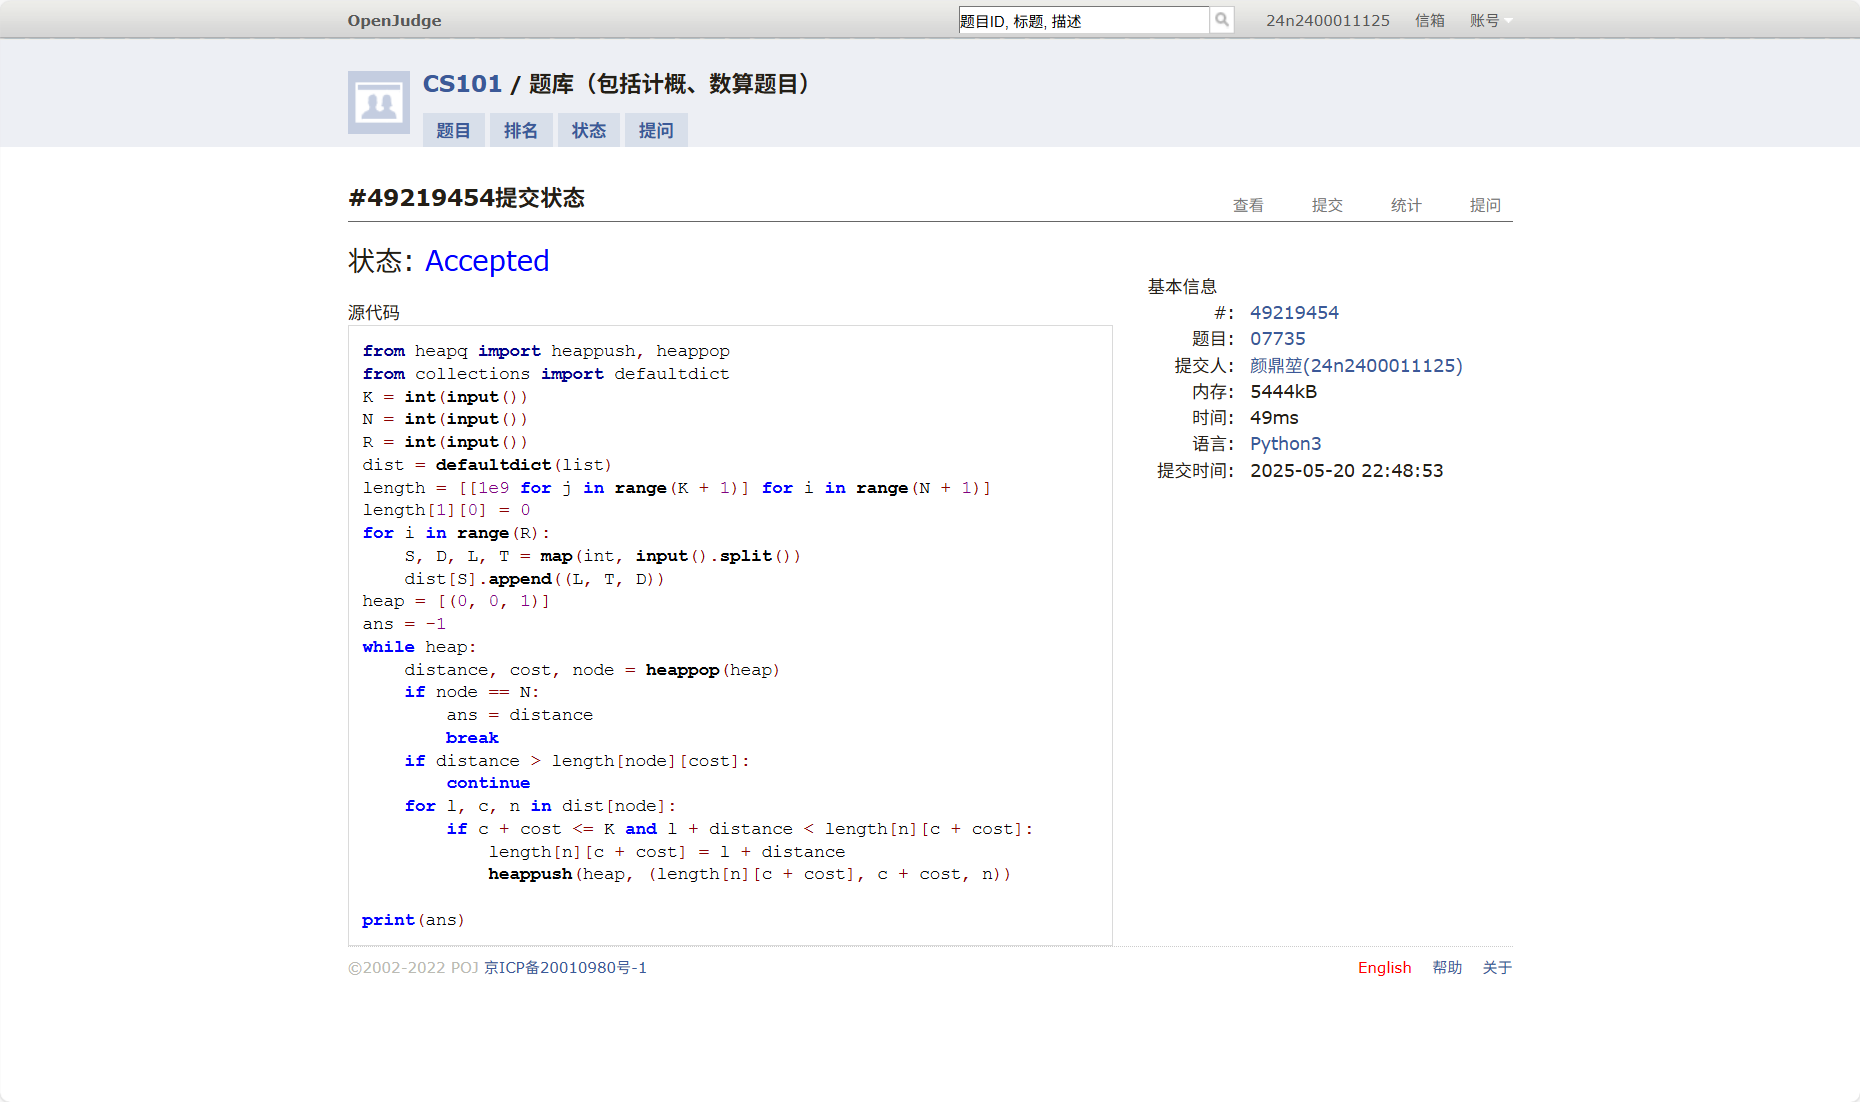 OpenJudge
题目ID, 标题, 描述
24n2400011125 信箱 账号
CS101 / 题库（包括计概、数算题目）
题目 排名 状态 提问
#49219454提交状态
查看 提交 统计 提问
状态: Accepted
源代码
from heapq import heappush, heappop
from collections import defaultdict
K = int(input())
N = int(input())
R = int(input())
dist = defaultdict(list)
length = [[1e9 for j in range(K + 1)] for i in range(N + 1)]
length[1][0] = 0
for i in range(R):
    S, D, L, T = map(int, input().split())
    dist[S].append((L, T, D))
heap = [(0, 0, 1)]
ans = -1
while heap:
    distance, cost, node = heappop(heap)
    if node == N:
        ans = distance
        break
    if distance > length[node][cost]:
        continue
    for l, c, n in dist[node]:
        if c + cost <= K and l + distance < length[n][c + cost]:
            length[n][c + cost] = l + distance
            heappush(heap, (length[n][c + cost], c + cost, n))
print(ans)
基本信息
#: 49219454
题目: 07735
提交人: 颜鼎堃(24n2400011125)
内存: 5444kB
时间: 49ms
语言: Python3
提交时间: 2025-05-20 22:48:53
©2002-2022 POJ 京ICP备20010980号-1
English 帮助 关于